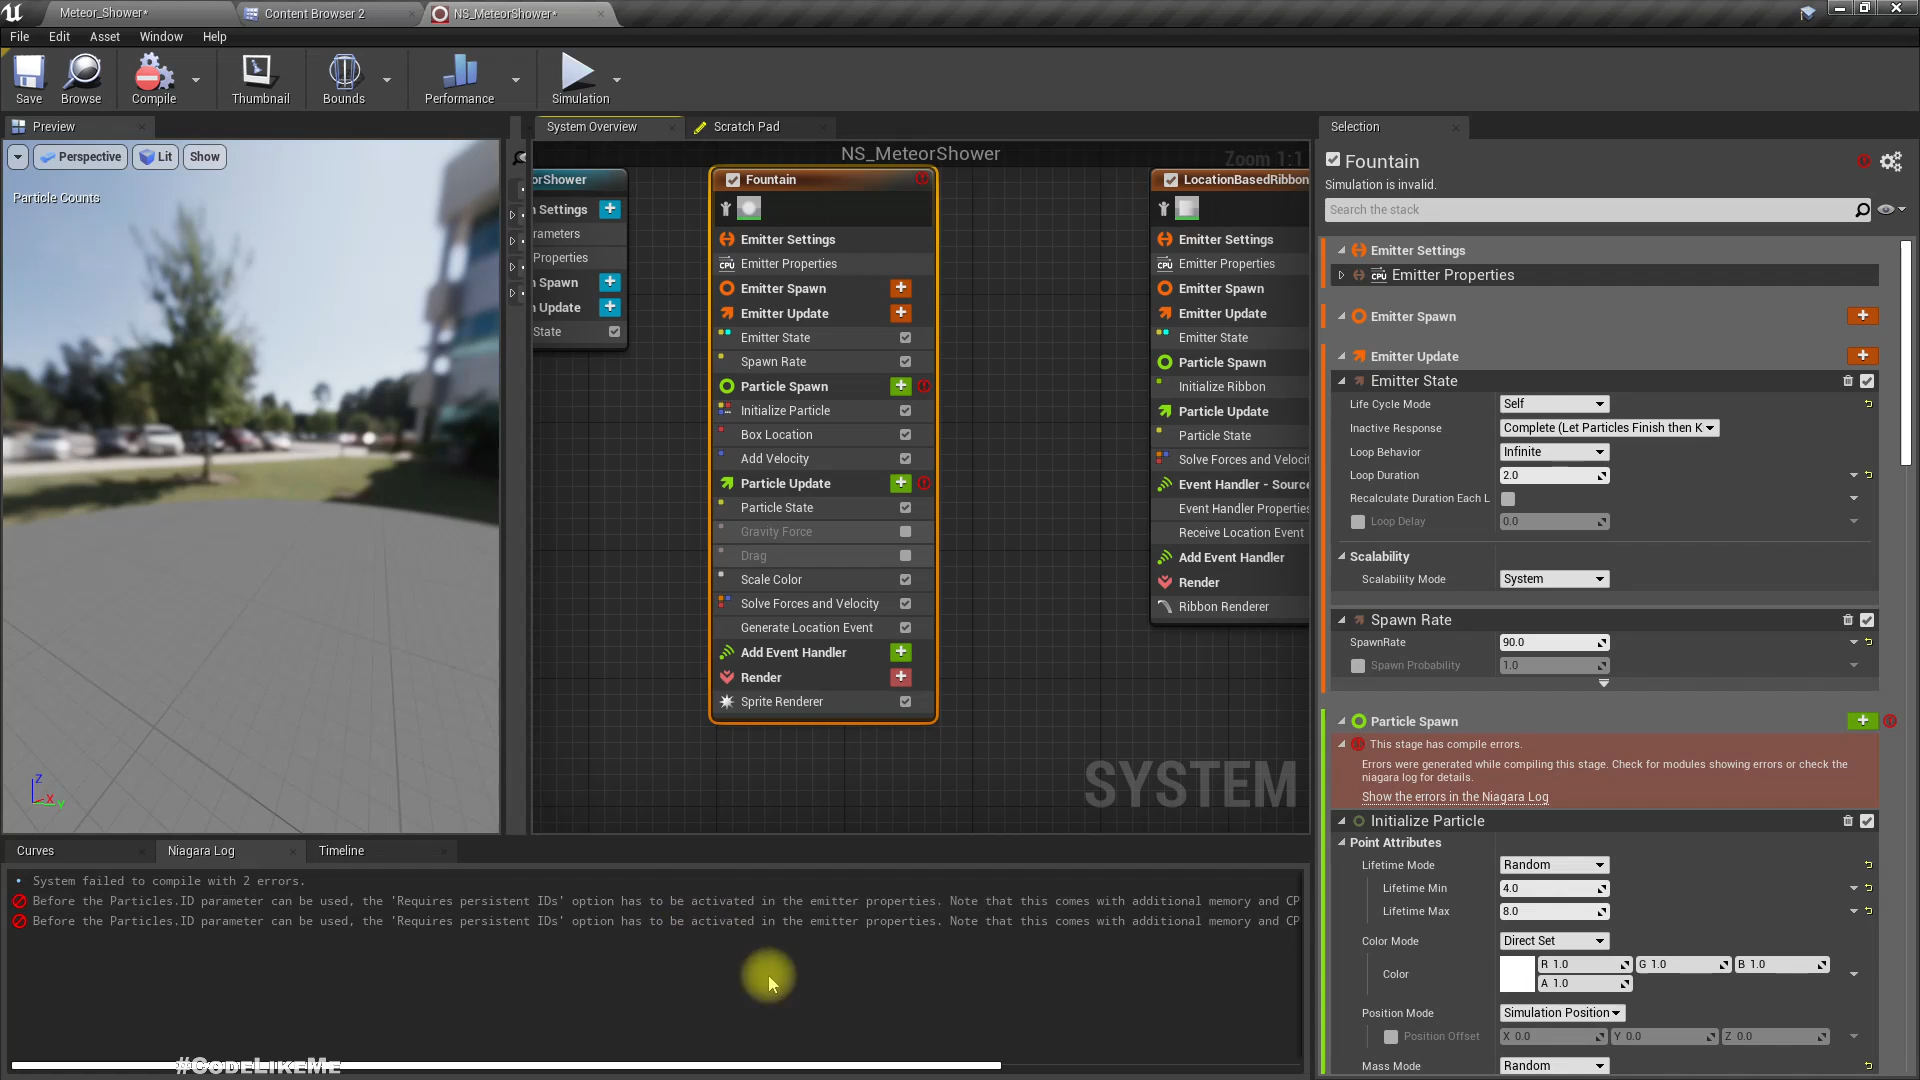 Meteor_Shower*
Content Browser 2
NS_MeteorShower*
File Edit Asset Window Help
Save
Browse
Compile
Thumbnail
Bounds
Performance
Simulation
Preview
System Overview
Scratch Pad
Selection
Perspective
Lit
Show
Particle Counts
NS_MeteorShower
Zoom 1:1
orShower
n Settings
rameters
Properties
n Spawn
n Update
State
Fountain
Emitter Settings
CPU Emitter Properties
Emitter Spawn
Emitter Update
Emitter State
Spawn Rate
Particle Spawn
Initialize Particle
Box Location
Add Velocity
Particle Update
Particle State
Gravity Force
Drag
Scale Color
Solve Forces and Velocity
Generate Location Event
Add Event Handler
Render
Sprite Renderer
LocationBasedRibbon
Emitter Settings
CPU Emitter Properties
Emitter Spawn
Emitter Update
Emitter State
Particle Spawn
Initialize Ribbon
Particle Update
Particle State
Solve Forces and Velocit
Event Handler - Source
Event Handler Properties
Receive Location Event
Add Event Handler
Render
Ribbon Renderer
SYSTEM
Z
X
Y
Fountain
Simulation is invalid.
Search the stack
Emitter Settings
CPU Emitter Properties
Emitter Spawn
Emitter Update
Emitter State
Life Cycle Mode Self
Inactive Response Complete (Let Particles Finish then K
Loop Behavior Infinite
Loop Duration 2.0
Recalculate Duration Each L
Loop Delay 0.0
Scalability
Scalability Mode System
Spawn Rate
SpawnRate 90.0
Spawn Probability 1.0
Particle Spawn
This stage has compile errors.
Errors were generated while compiling this stage. Check for modules showing errors or check the
niagara log for details.
Show the errors in the Niagara Log
Initialize Particle
Point Attributes
Lifetime Mode Random
Lifetime Min 4.0
Lifetime Max 8.0
Color Mode Direct Set
Color
R 1.0 G 1.0 B 1.0
A 1.0
Position Mode Simulation Position
Position Offset X 0.0 Y 0.0 Z 0.0
Mass Mode Random
Curves
Niagara Log
Timeline
• System failed to compile with 2 errors.
Before the Particles.ID parameter can be used, the 'Requires persistent IDs' option has to be activated in the emitter properties. Note that this comes with additional memory and CP
Before the Particles.ID parameter can be used, the 'Requires persistent IDs' option has to be activated in the emitter properties. Note that this comes with additional memory and CP
#CodeLikeMe